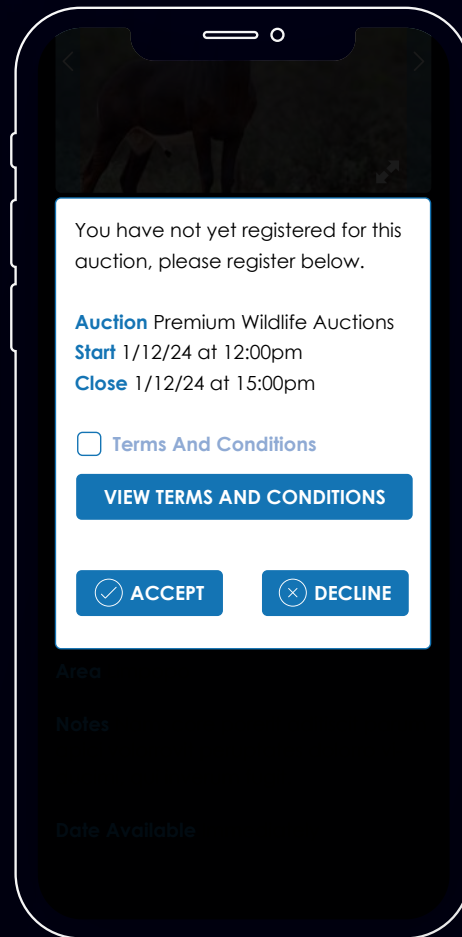 You have not yet registered for this
auction, please register below.
Auction Premium Wildlife Auctions
Start 1/12/24 at 12:00pm
Close 1/12/24 at 15:00pm
Terms And Conditions
VIEW TERMS AND CONDITIONS
ACCEPT DECLINE
Area
Notes
Date Available